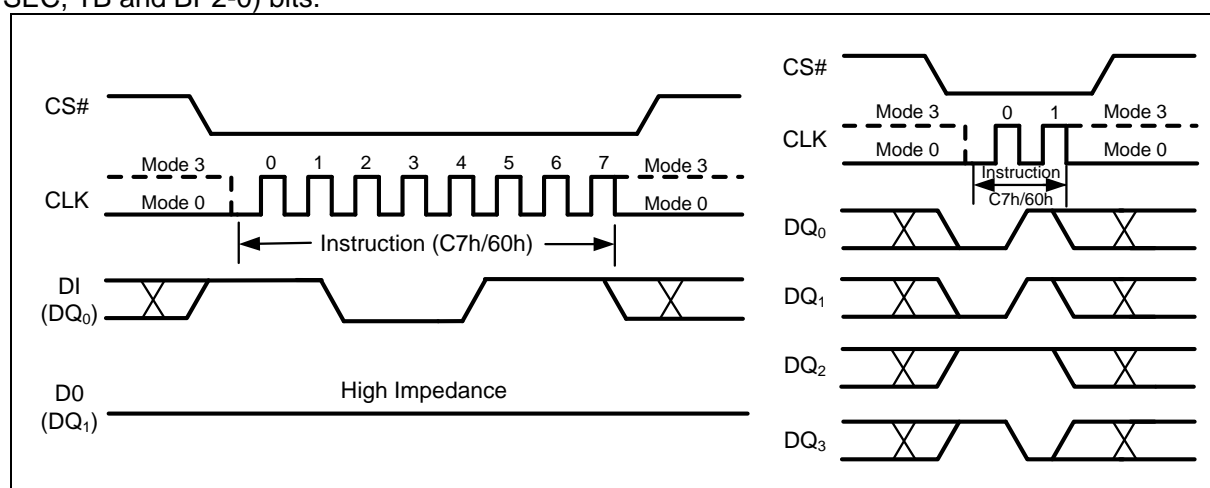 SEC, TB and BP2-0) bits.
CS#
Mode 3 0 1 2 3 4 5 6 7 Mode 3
CLK
Mode 0 Mode 0
Instruction (C7h/60h)
DI
(DQ0)
D0
(DQ1)
High Impedance
CS#
Mode 3 0 1 Mode 3
CLK
Mode 0 Mode 0
Instruction
C7h/60h
DQ0
DQ1
DQ2
DQ3